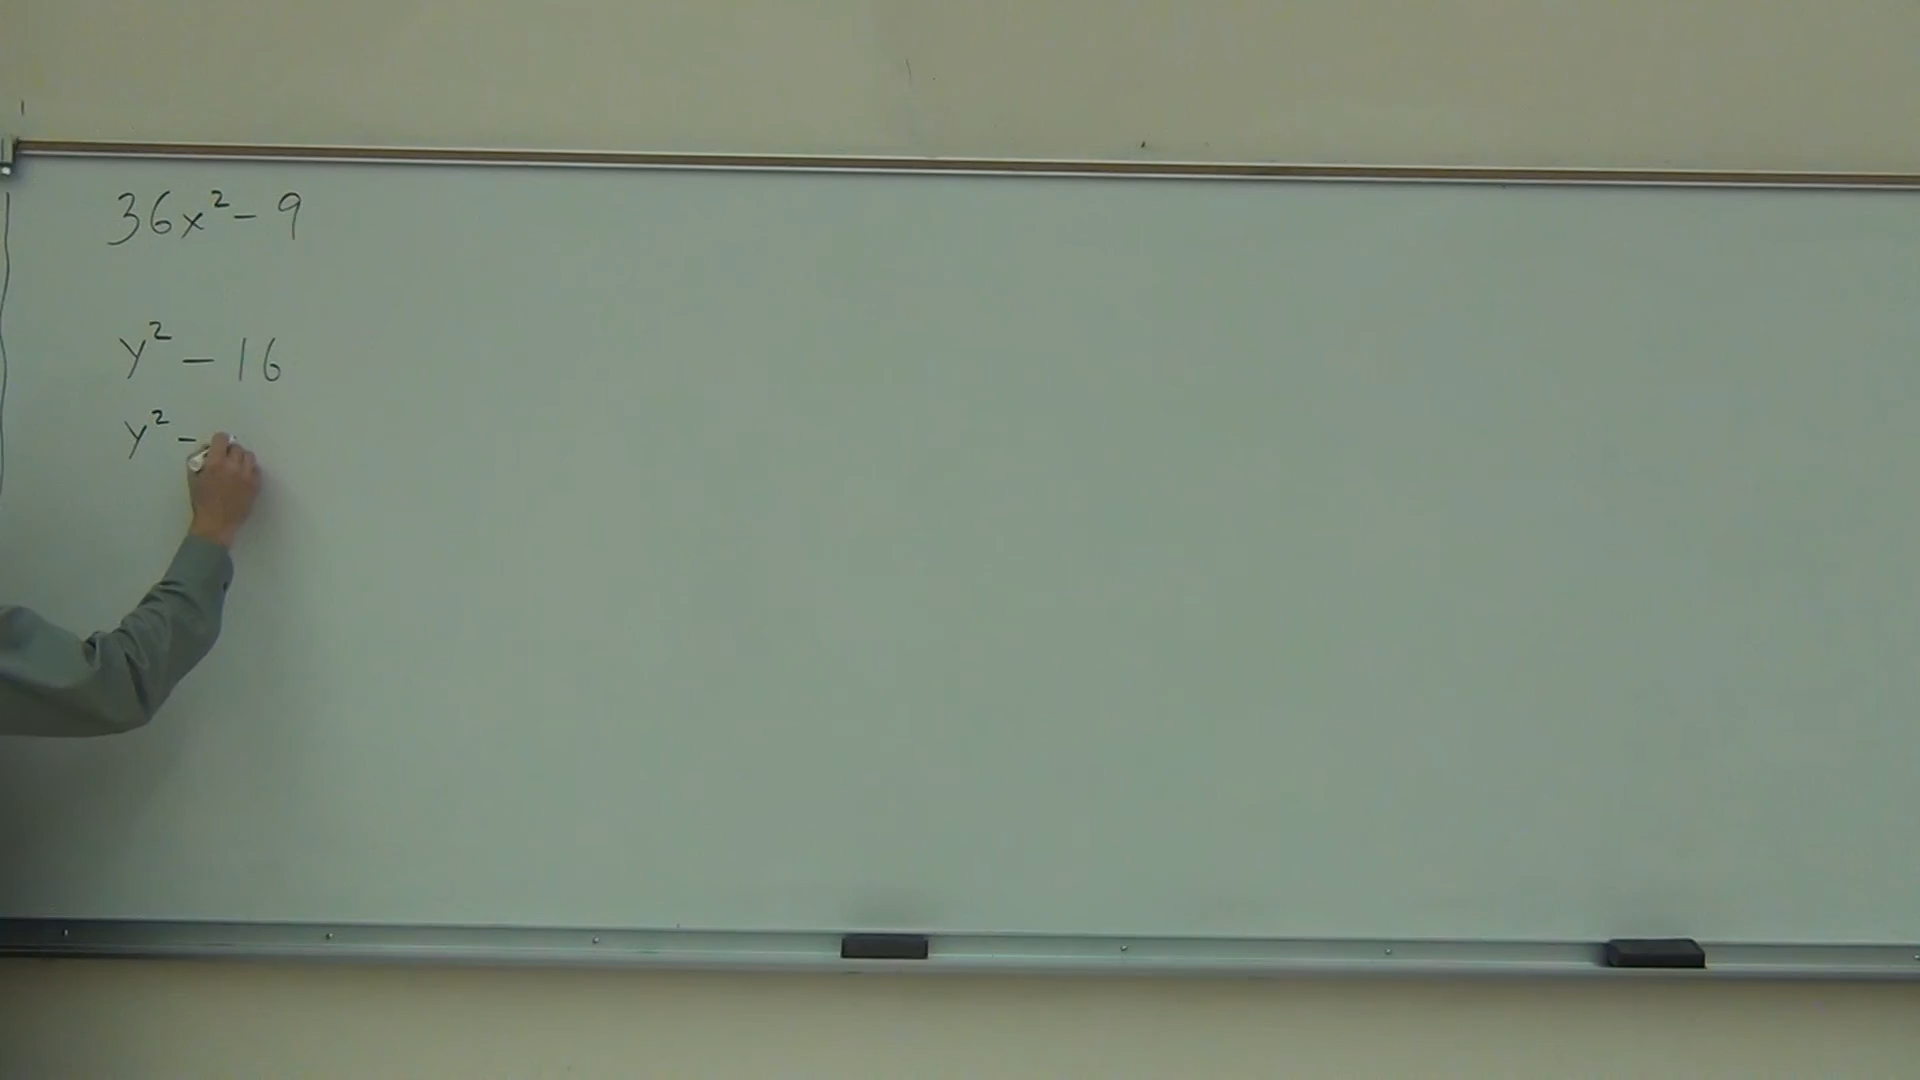 36x² - 9
y² - 16
y² -